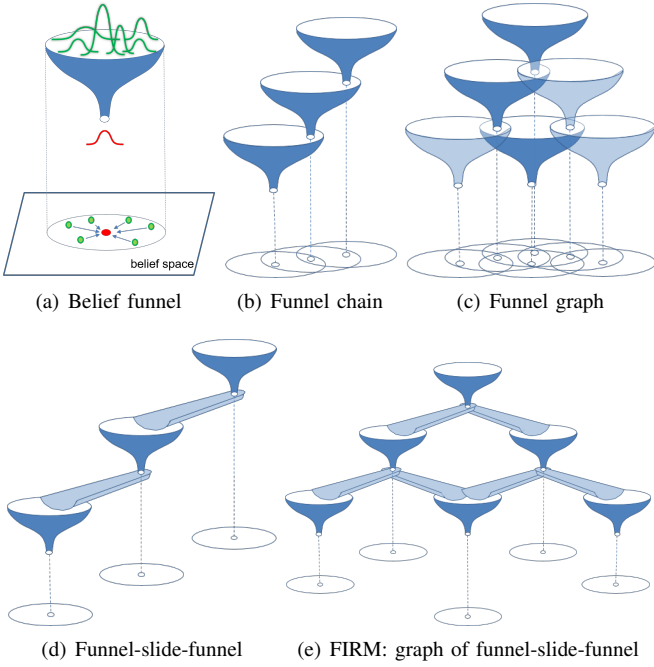 belief space
(a) Belief funnel
(b) Funnel chain
(c) Funnel graph
(d) Funnel-slide-funnel
(e) FIRM: graph of funnel-slide-funnel